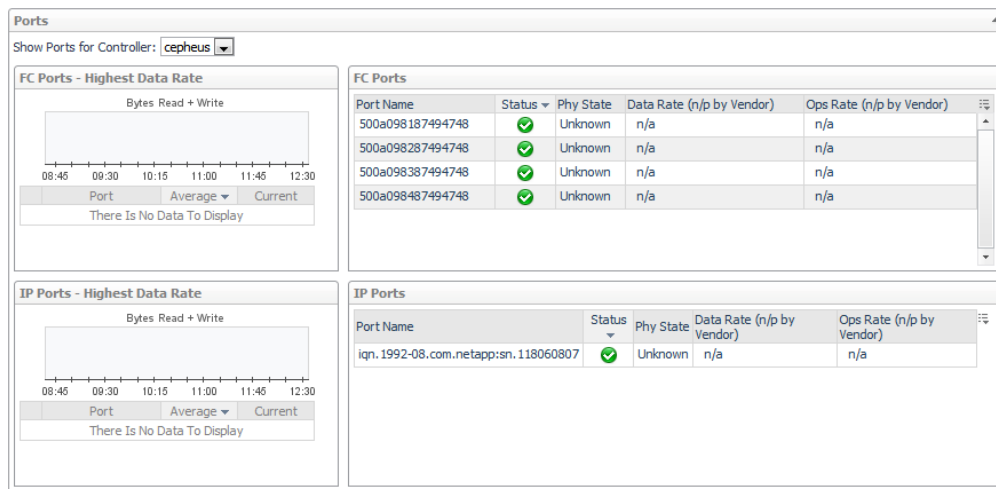 Ports
Show Ports for Controller: cepheus
FC Ports - Highest Data Rate
Bytes Read + Write
08:45 09:30 10:15 11:00 11:45 12:30
Port Average Current
There Is No Data To Display
FC Ports
Port Name Status Phy State Data Rate (n/p by Vendor) Ops Rate (n/p by Vendor)
500a098187494748 Unknown n/a n/a
500a098287494748 Unknown n/a n/a
500a098387494748 Unknown n/a n/a
500a098487494748 Unknown n/a n/a
IP Ports - Highest Data Rate
Bytes Read + Write
08:45 09:30 10:15 11:00 11:45 12:30
Port Average Current
There Is No Data To Display
IP Ports
Port Name Status Phy State Data Rate (n/p by Vendor) Ops Rate (n/p by Vendor)
iqn.1992-08.com.netapp:sn.118060807 Unknown n/a n/a